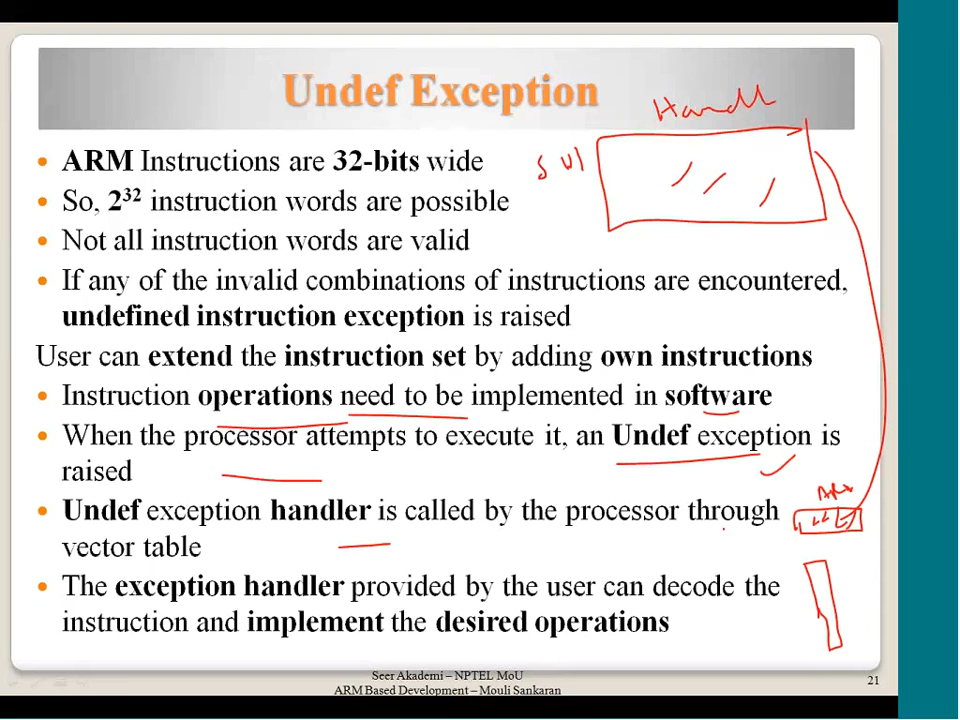 Undef Exception
Handl
• ARM Instructions are 32-bits wide
• So, 2³² instruction words are possible
• Not all instruction words are valid
• If any of the invalid combinations of instructions are encountered,
undefined instruction exception is raised
User can extend the instruction set by adding own instructions
• Instruction operations need to be implemented in software
• When the processor attempts to execute it, an Undef exception is
raised
• Undef exception handler is called by the processor through
vector table
• The exception handler provided by the user can decode the
instruction and implement the desired operations
Seer Akademi – NPTEL MoU
ARM Based Development – Mouli Sankaran
21